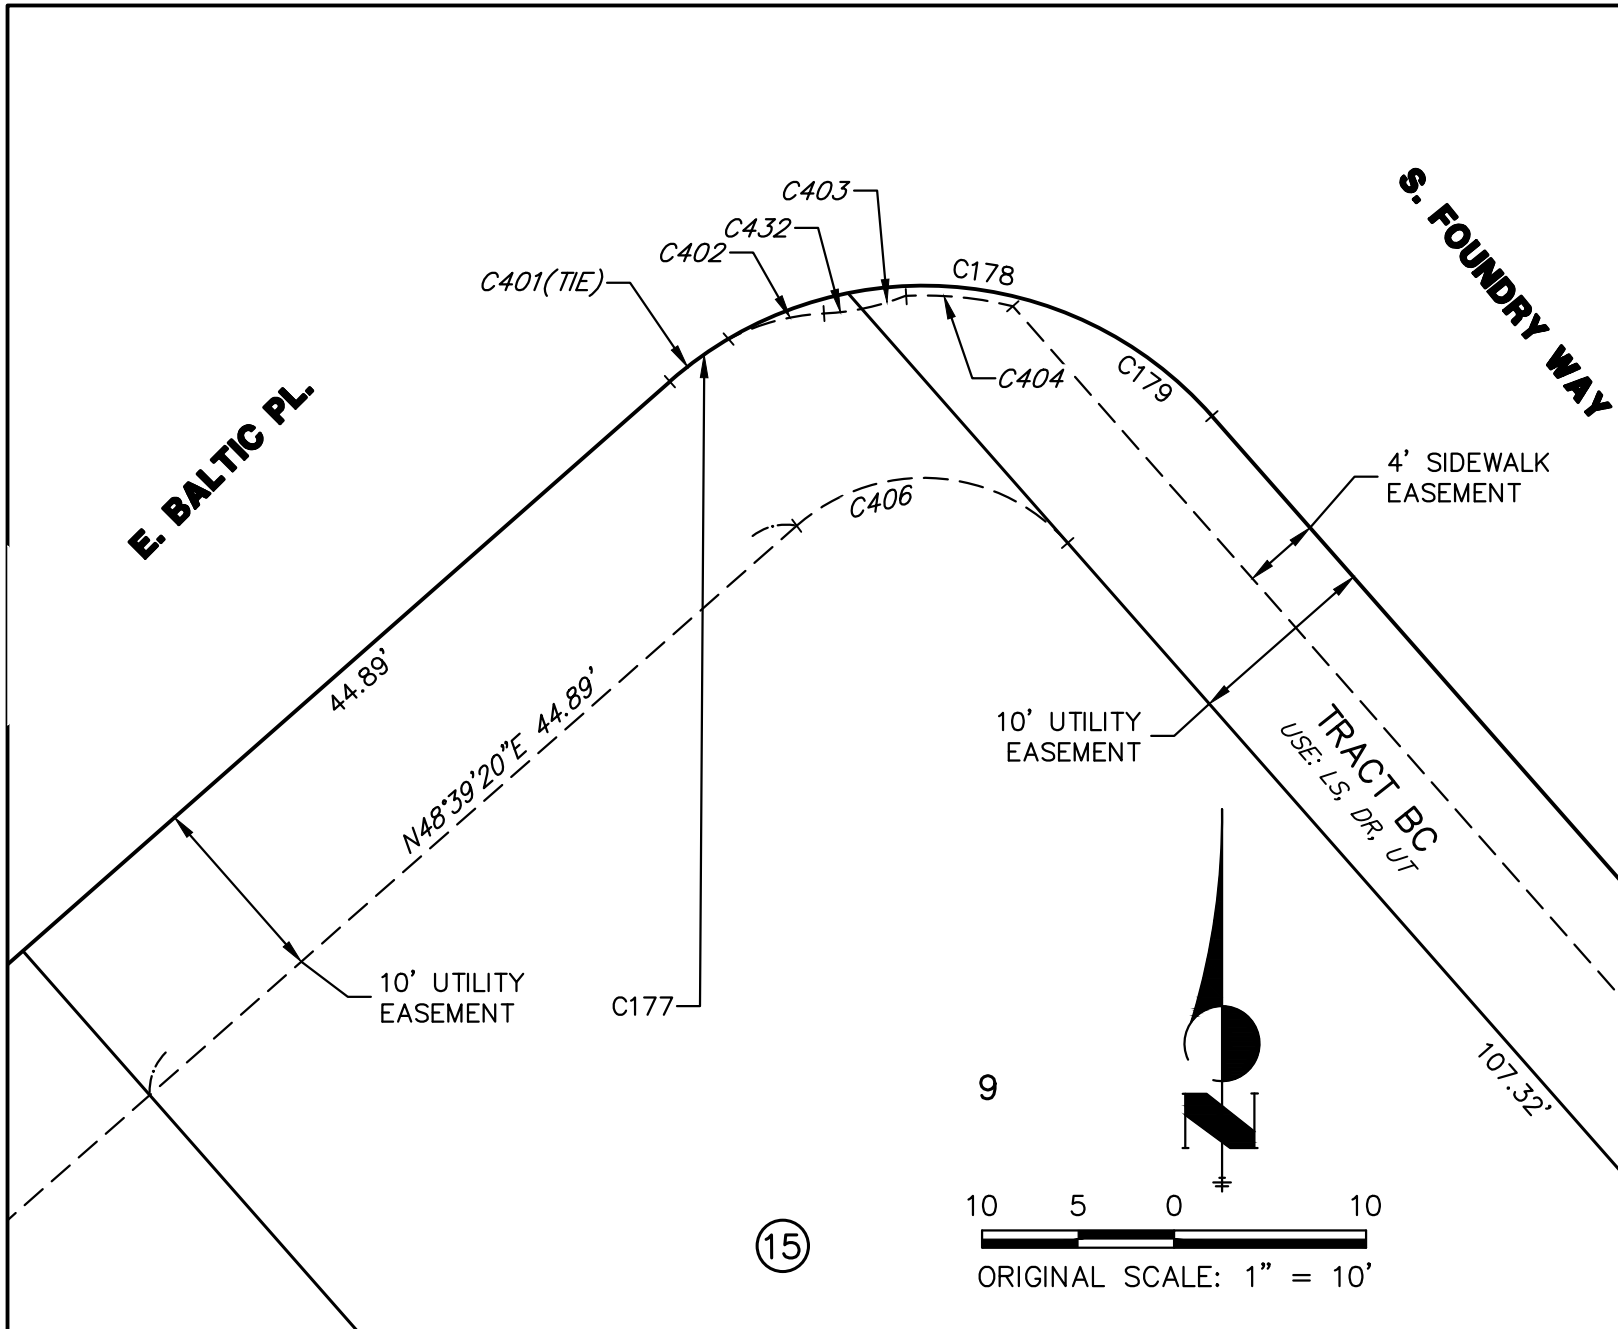 C403
C432
C402
C401(TIE)
C178
C404
C179
S. FOUNDRY WAY
E. BALTIC PL.
4' SIDEWALK
EASEMENT
C406
44.89'
N48°39'20"E 44.89'
10' UTILITY
EASEMENT
TRACT BC
USE: LS, DR, UT
10' UTILITY
EASEMENT
C177
107.32'
9
N
15
10 5 0 10
ORIGINAL SCALE: 1" = 10'